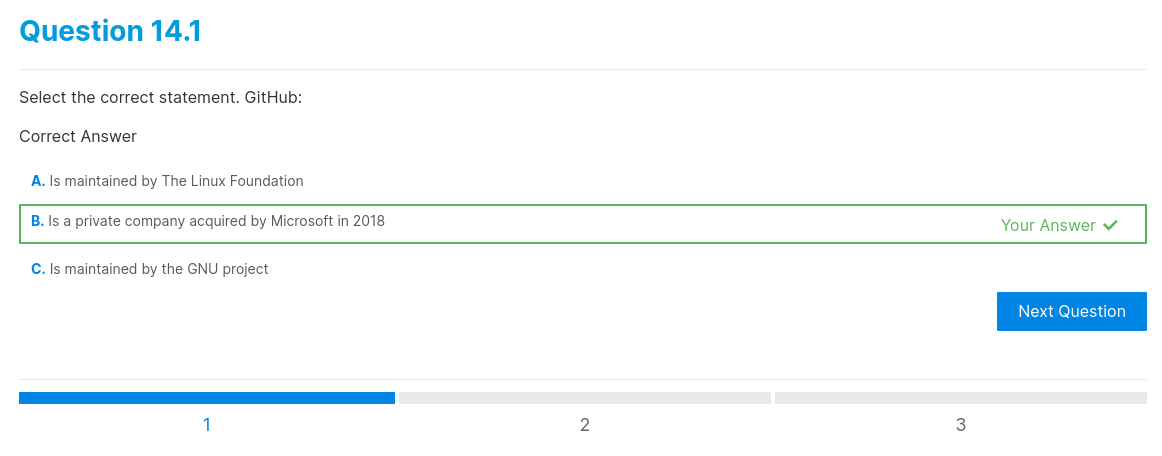 Question 14.1
Select the correct statement. GitHub:
Correct Answer
A. Is maintained by The Linux Foundation
B. Is a private company acquired by Microsoft in 2018
Your Answer ✔
C. Is maintained by the GNU project
Next Question
1
2
3